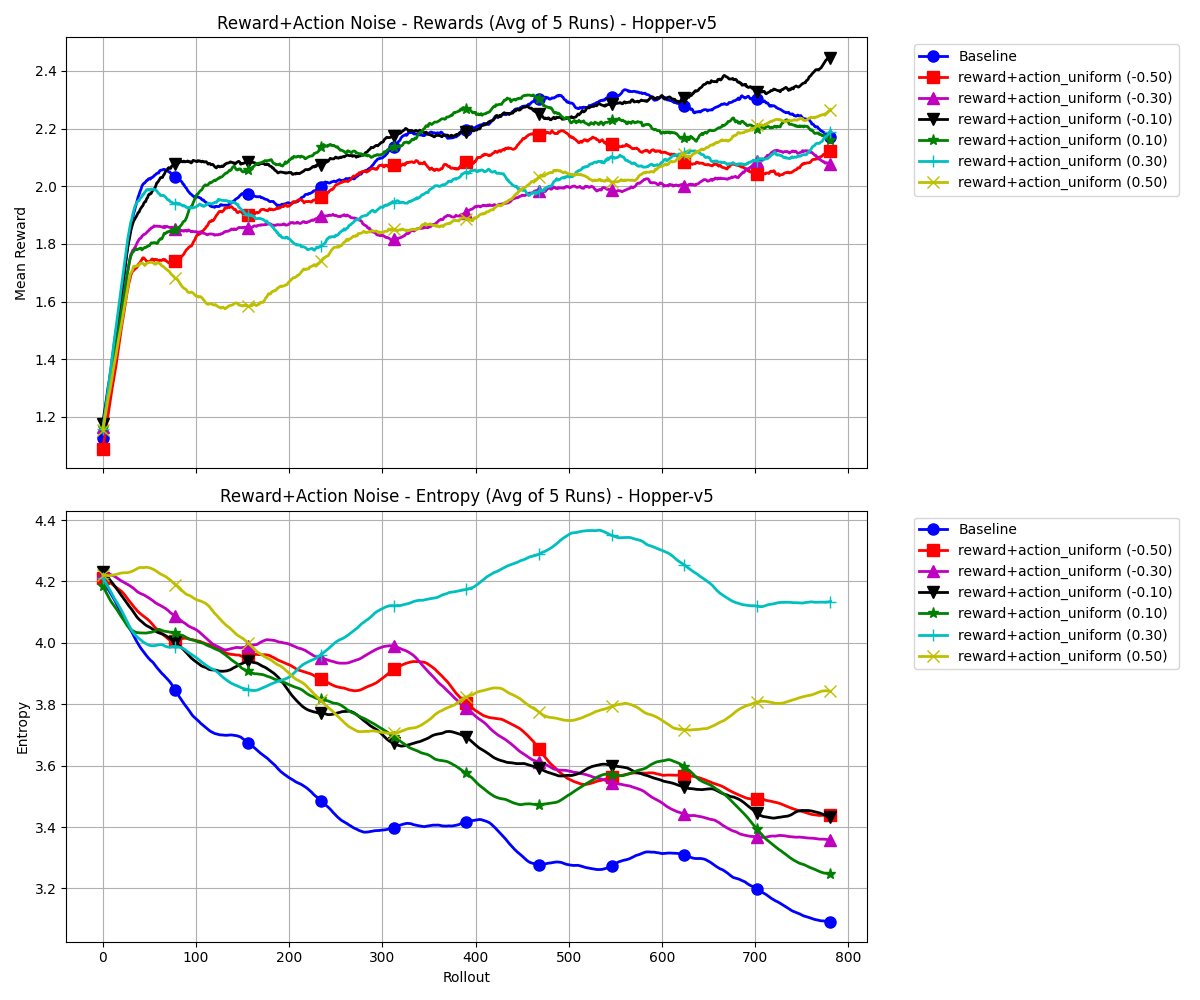 Reward+Action Noise - Rewards (Avg of 5 Runs) - Hopper-v5
Mean Reward
2.4
2.2
2.0
1.8
1.6
1.4
1.2
Baseline
reward+action_uniform (-0.50)
reward+action_uniform (-0.30)
reward+action_uniform (-0.10)
reward+action_uniform (0.10)
reward+action_uniform (0.30)
reward+action_uniform (0.50)
Reward+Action Noise - Entropy (Avg of 5 Runs) - Hopper-v5
Entropy
4.4
4.2
4.0
3.8
3.6
3.4
3.2
0 100 200 300 400 500 600 700 800
Rollout
Baseline
reward+action_uniform (-0.50)
reward+action_uniform (-0.30)
reward+action_uniform (-0.10)
reward+action_uniform (0.10)
reward+action_uniform (0.30)
reward+action_uniform (0.50)